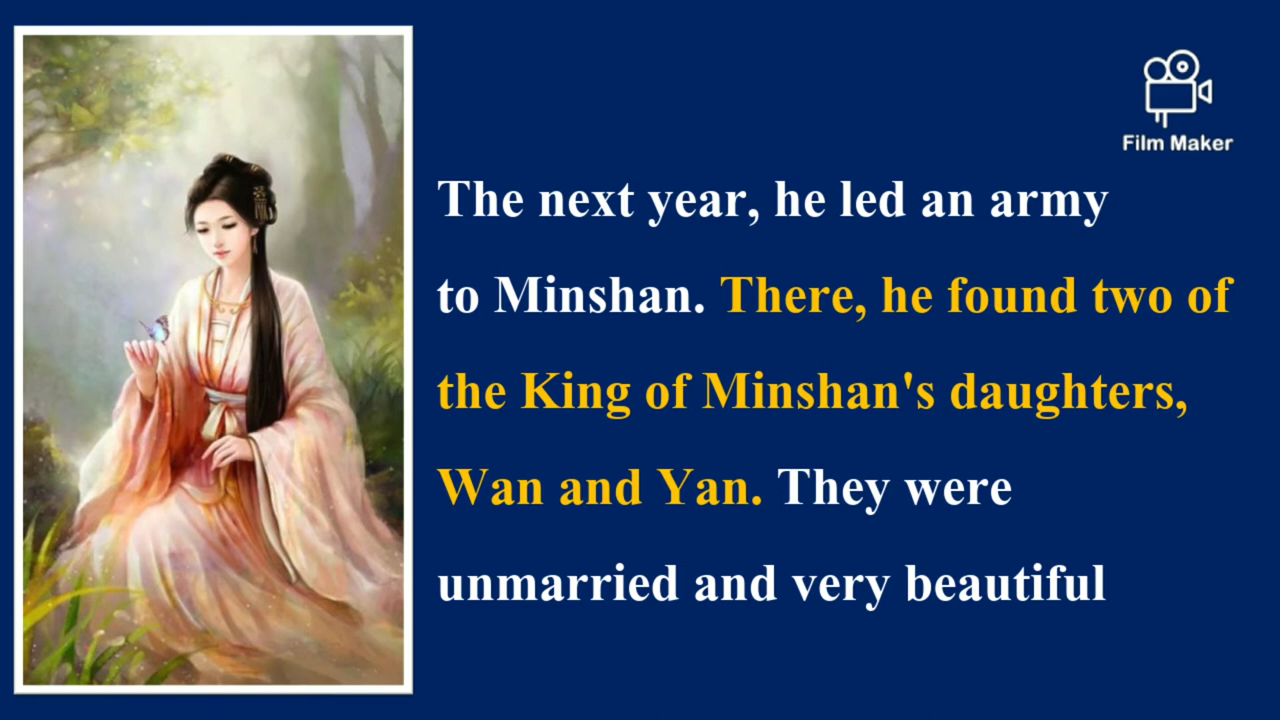 Film Maker
The next year, he led an army
to Minshan. There, he found two of
the King of Minshan's daughters,
Wan and Yan. They were
unmarried and very beautiful